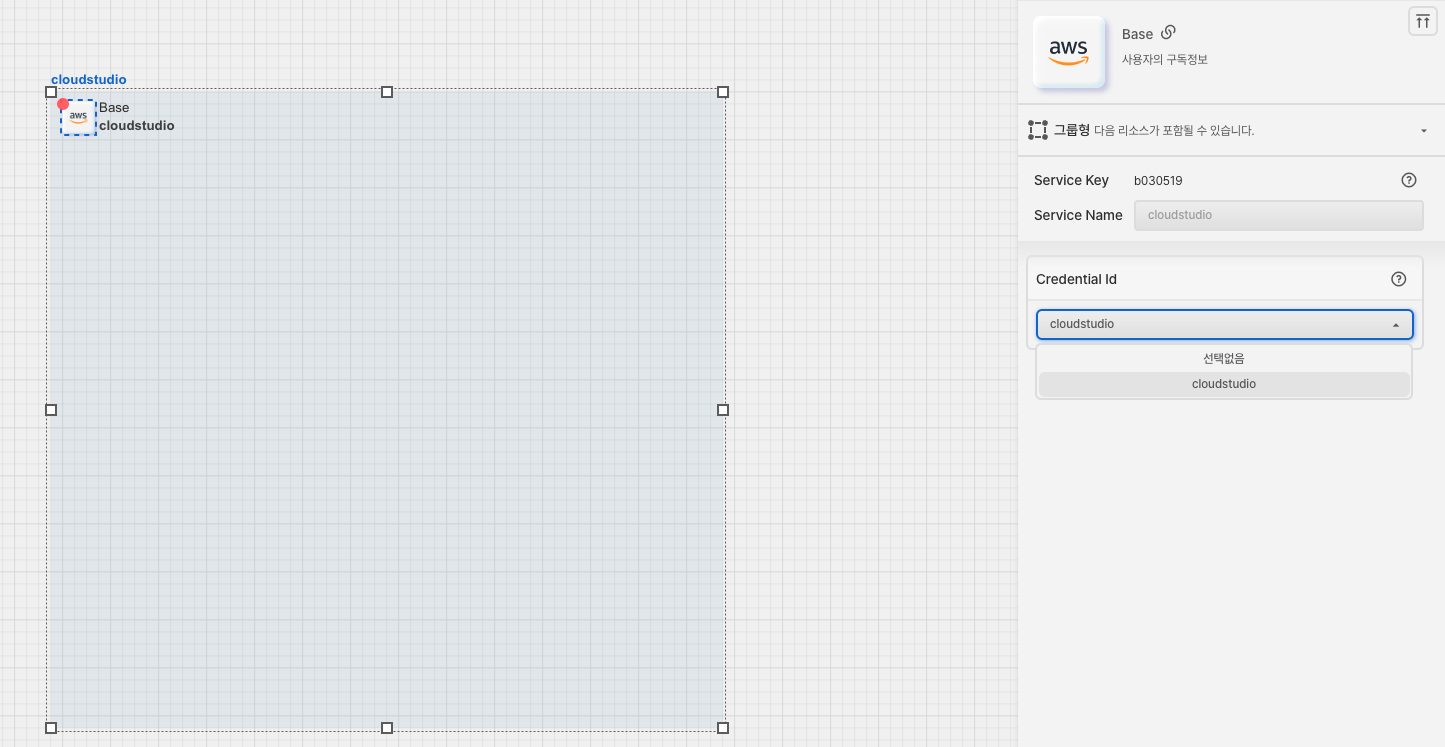 cloudstudio
aws
Base
cloudstudio
aws
Base
사용자의 구독정보
그룹형 다음 리소스가 포함될 수 있습니다.
Service Key b030519
Service Name cloudstudio
Credential Id
cloudstudio
선택없음
cloudstudio